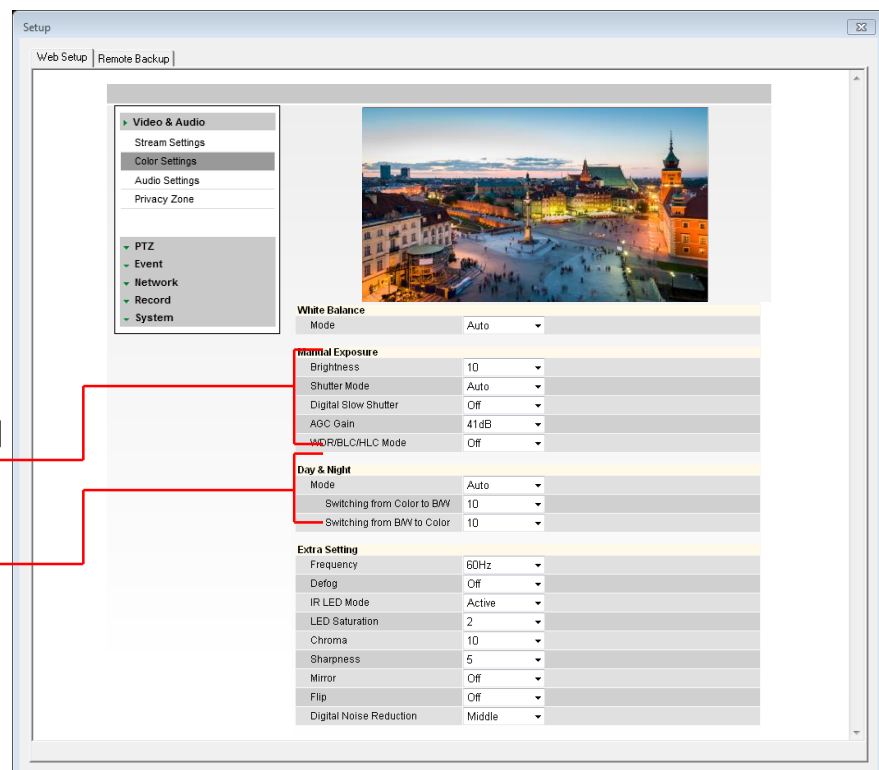 Setup
Web Setup Remote Backup
Video & Audio
Stream Settings
Color Settings
Audio Settings
Privacy Zone
PTZ
Event
Network
Record
System
White Balance
Mode Auto
Manual Exposure
Brightness 10
Shutter Mode Auto
Digital Slow Shutter Off
AGC Gain 41dB
WDR/BLC/HLC Mode Off
Day & Night
Mode Auto
Switching from Color to B/W 10
Switching from B/W to Color 10
Extra Setting
Frequency 60Hz
Defog Off
IR LED Mode Active
LED Saturation 2
Chroma 10
Sharpness 5
Mirror Off
Flip Off
Digital Noise Reduction Middle